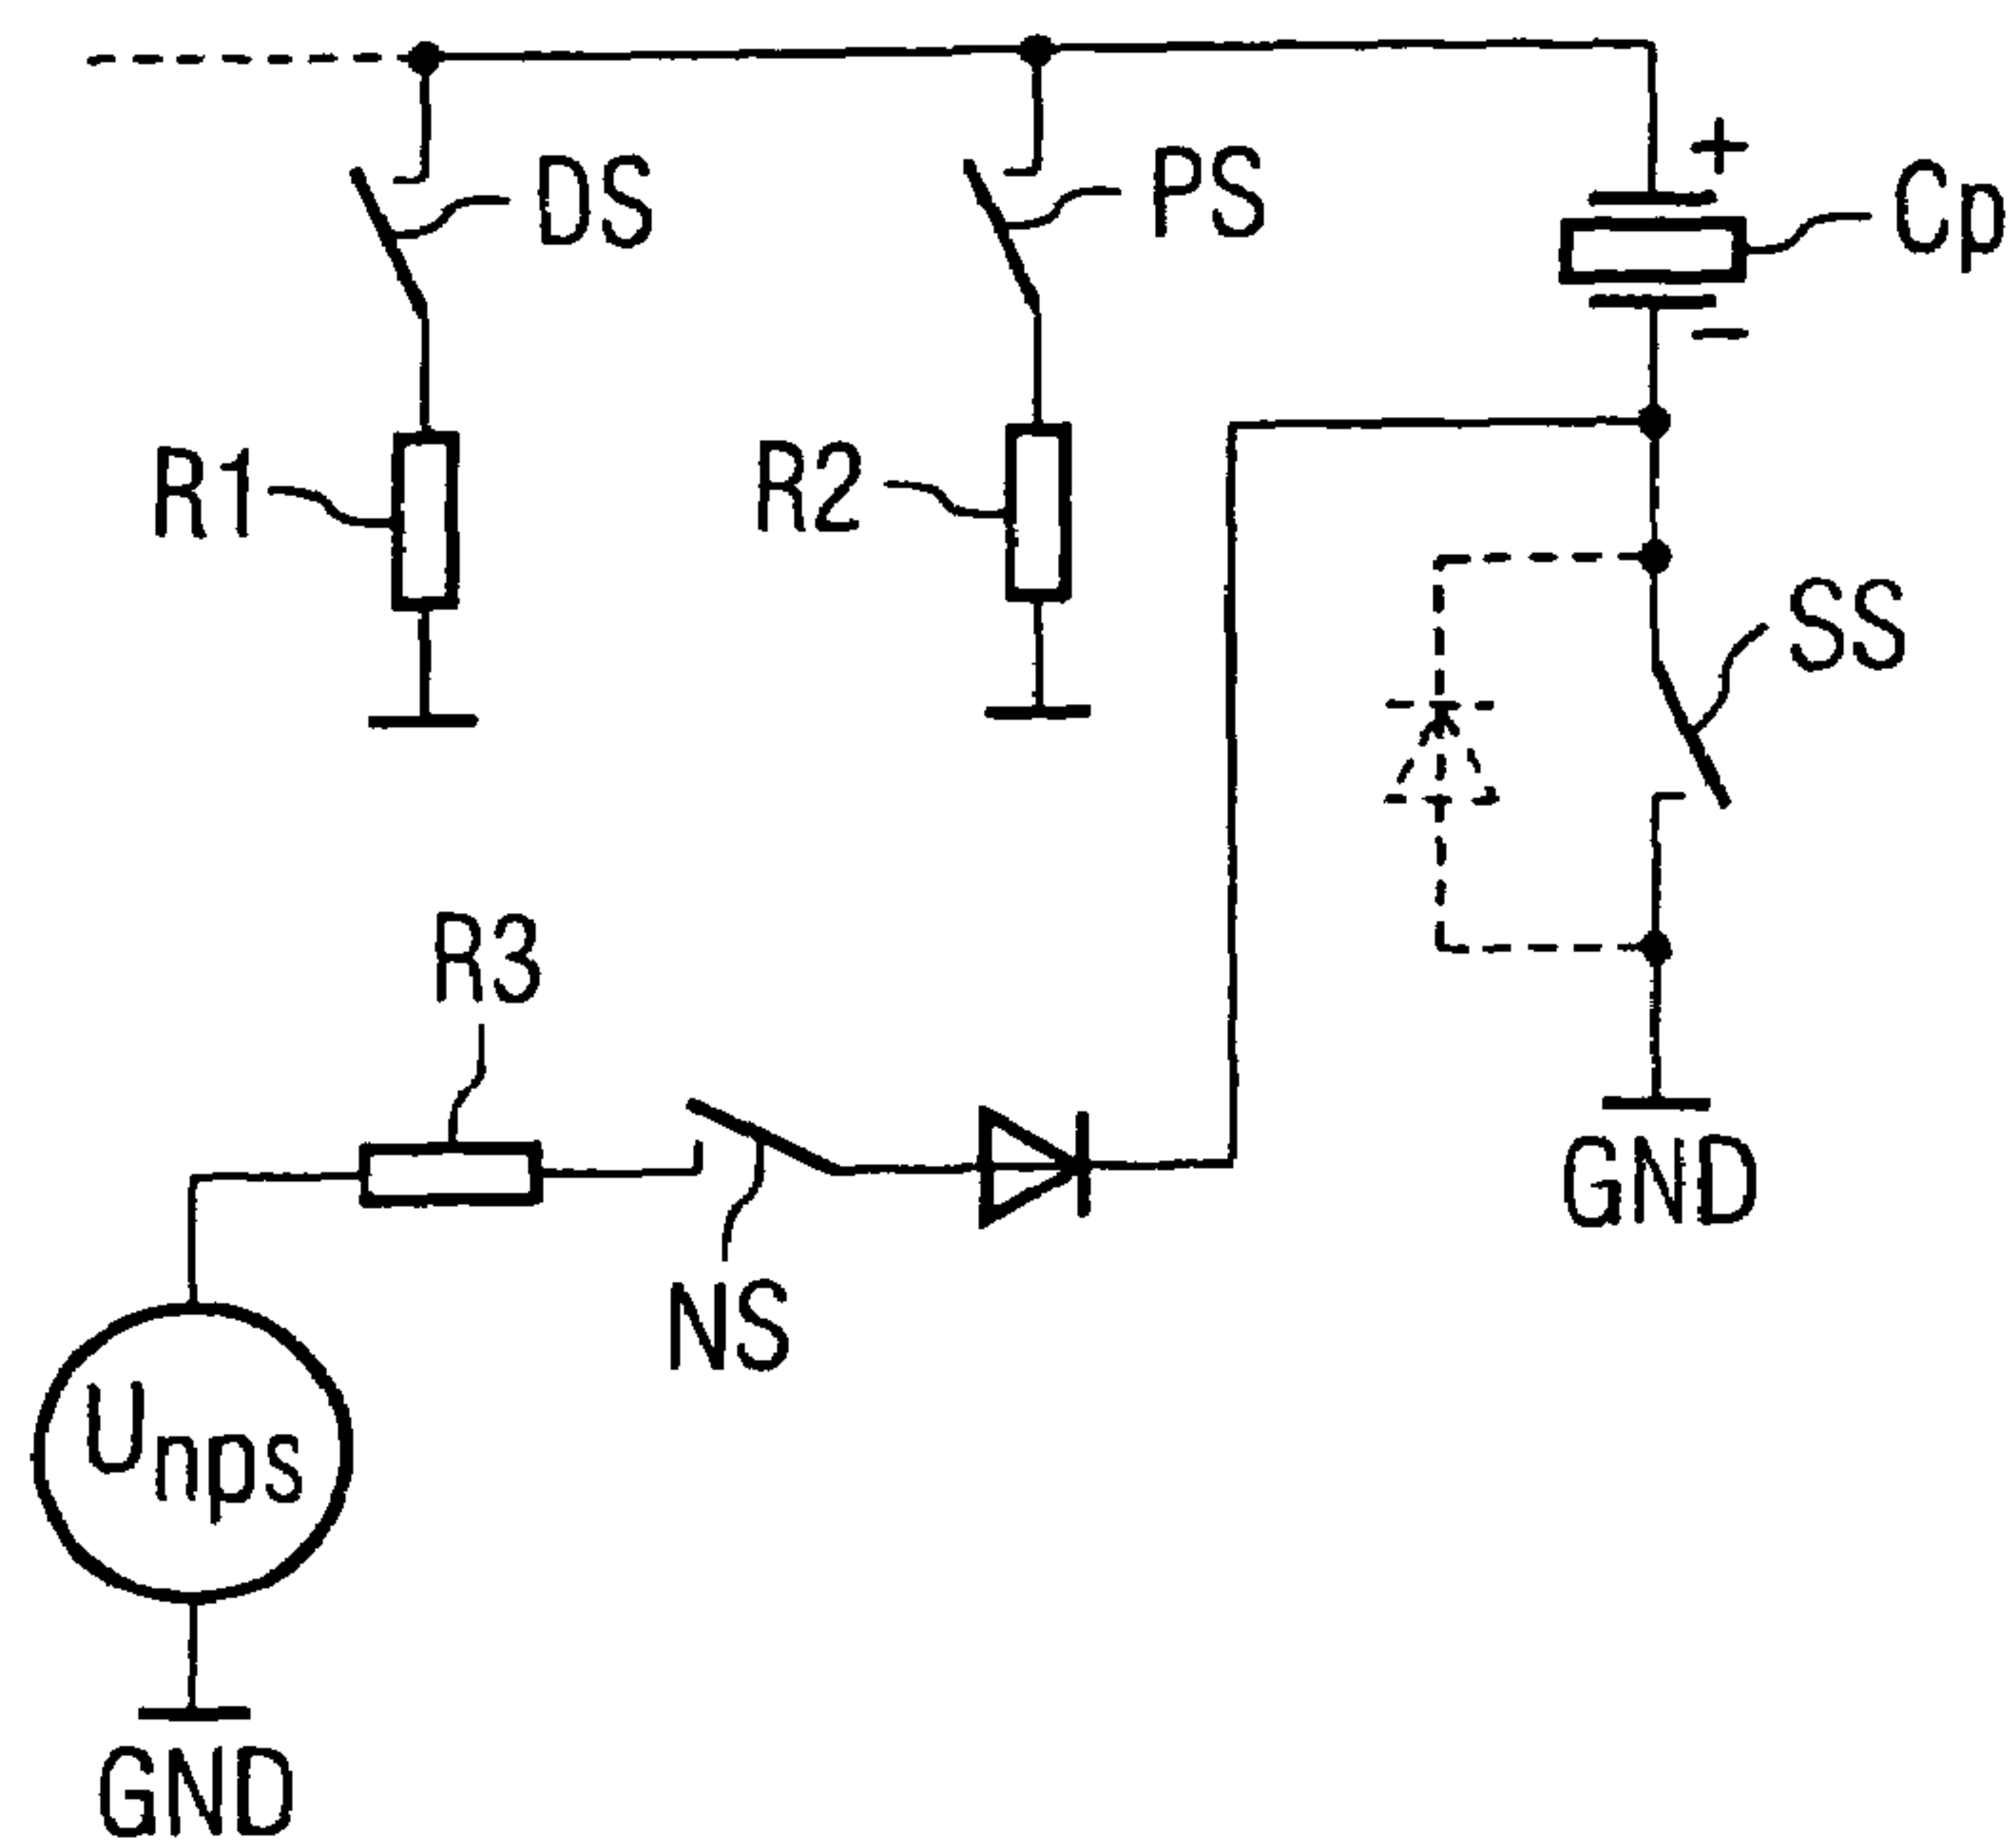 DS
PS
+
Cp
−
R1
R2
SS
R3
GND
NS
Unps
GND